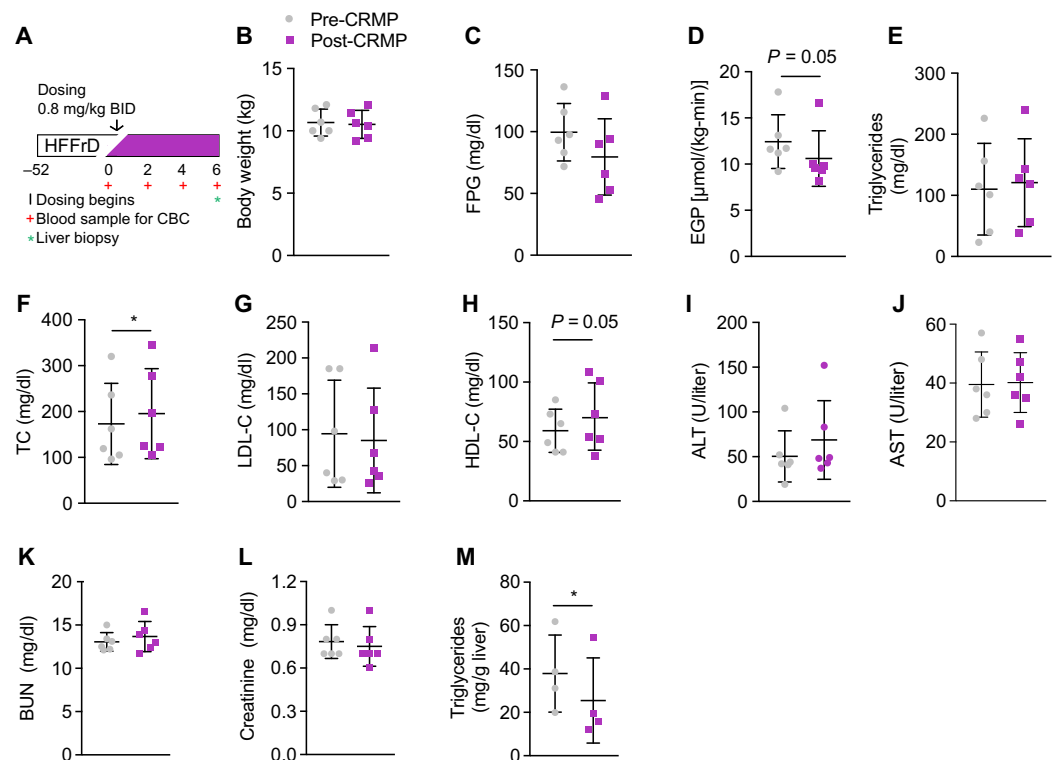 Pre-CRMP
Post-CRMP
A
Dosing
0.8 mg/kg BID
HFFrD
–52
0
2
4
6
+ + + +
*
| Dosing begins
+Blood sample for CBC
*Liver biopsy
B
Body weight (kg)
15
10
5
0
C
FPG (mg/dl)
150
100
50
0
D
P = 0.05
EGP [µmol/(kg-min)]
20
15
10
5
0
E
Triglycerides
(mg/dl)
300
200
100
0
F
*
TC (mg/dl)
400
300
200
100
0
G
LDL-C (mg/dl)
250
200
150
100
50
0
H
P = 0.05
HDL-C (mg/dl)
150
100
50
0
I
ALT (U/liter)
200
150
100
50
0
J
AST (U/liter)
60
40
20
0
K
BUN (mg/dl)
20
15
10
5
0
L
Creatinine (mg/dl)
1.2
0.9
0.6
0.3
0.0
M
*
Triglycerides
(mg/g liver)
80
60
40
20
0